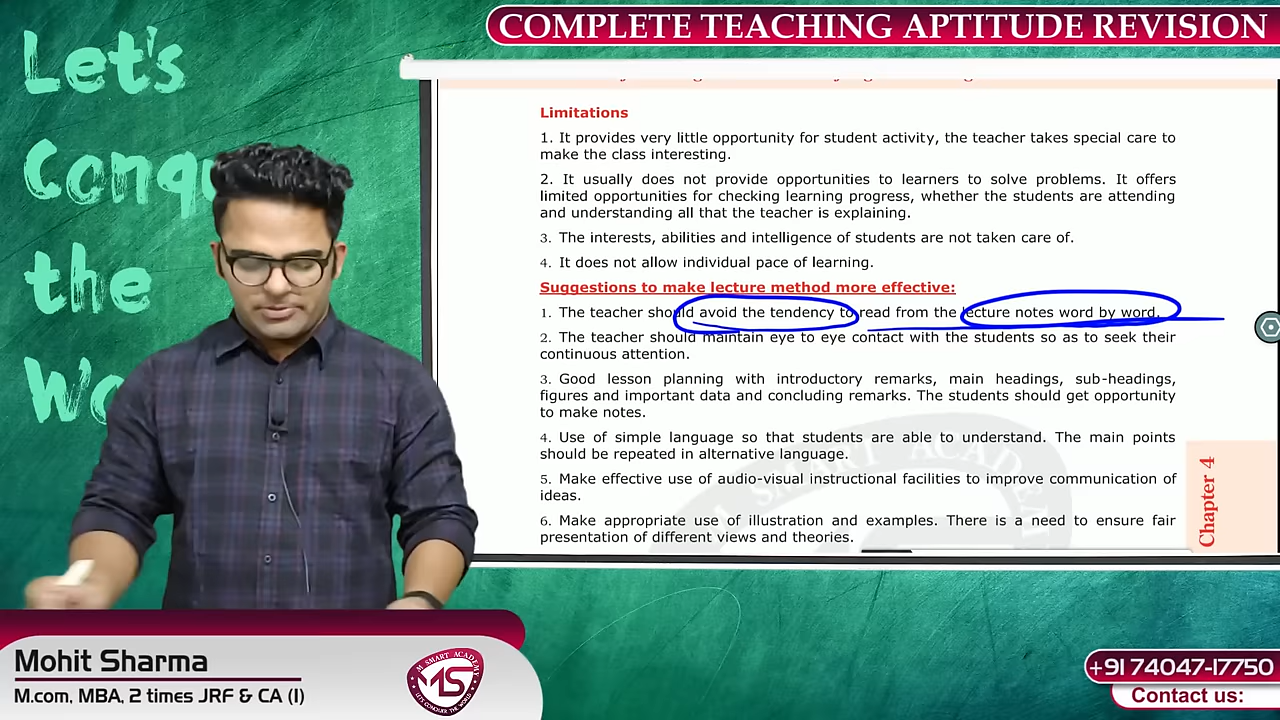 COMPLETE TEACHING APTITUDE REVISION
Let's
Conqu
the
Wo
Limitations
1. It provides very little opportunity for student activity, the teacher takes special care to
make the class interesting.
2. It usually does not provide opportunities to learners to solve problems. It offers
limited opportunities for checking learning progress, whether the students are attending
and understanding all that the teacher is explaining.
3. The interests, abilities and intelligence of students are not taken care of.
4. It does not allow individual pace of learning.
Suggestions to make lecture method more effective:
1. The teacher should avoid the tendency to read from the lecture notes word by word.
2. The teacher should maintain eye to eye contact with the students so as to seek their
continuous attention.
3. Good lesson planning with introductory remarks, main headings, sub-headings,
figures and important data and concluding remarks. The students should get opportunity
to make notes.
4. Use of simple language so that students are able to understand. The main points
should be repeated in alternative language.
5. Make effective use of audio-visual instructional facilities to improve communication of
ideas.
6. Make appropriate use of illustration and examples. There is a need to ensure fair
presentation of different views and theories.
Chapter 4
Mohit Sharma
M.com, MBA, 2 times JRF & CA (I)
M SMART ACADEMY
MS
LETS CONQUER THE WORLD
+91 74047-17750
Contact us: